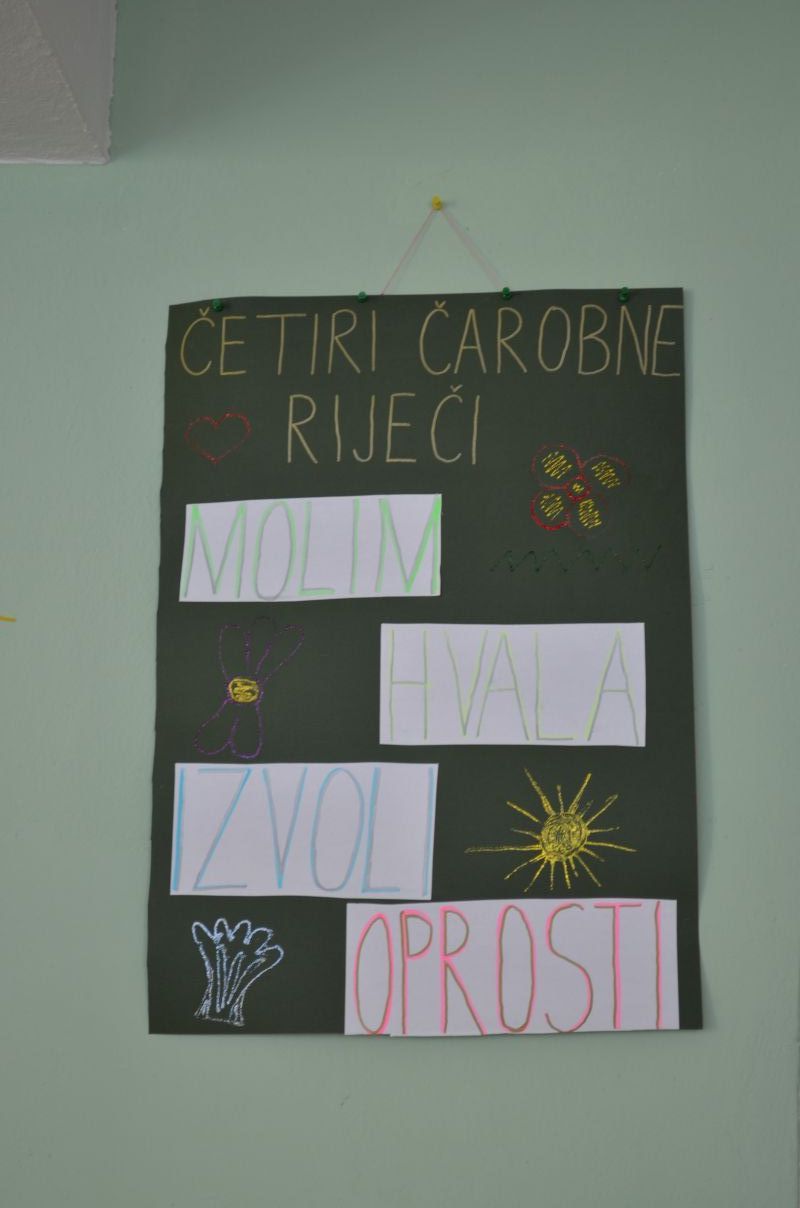 ČETIRI ČAROBNE
RIJEČI
MOLIM
HVALA
IZVOLI
OPROSTI